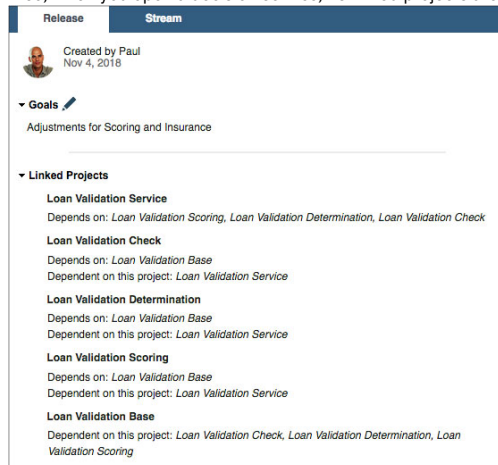 Release Stream
Created by Paul
Nov 4, 2018
Goals
Adjustments for Scoring and Insurance
Linked Projects
Loan Validation Service
Depends on: Loan Validation Scoring, Loan Validation Determination, Loan Validation Check
Loan Validation Check
Depends on: Loan Validation Base
Dependent on this project: Loan Validation Service
Loan Validation Determination
Depends on: Loan Validation Base
Dependent on this project: Loan Validation Service
Loan Validation Scoring
Depends on: Loan Validation Base
Dependent on this project: Loan Validation Service
Loan Validation Base
Dependent on this project: Loan Validation Check, Loan Validation Determination, Loan
Validation Scoring